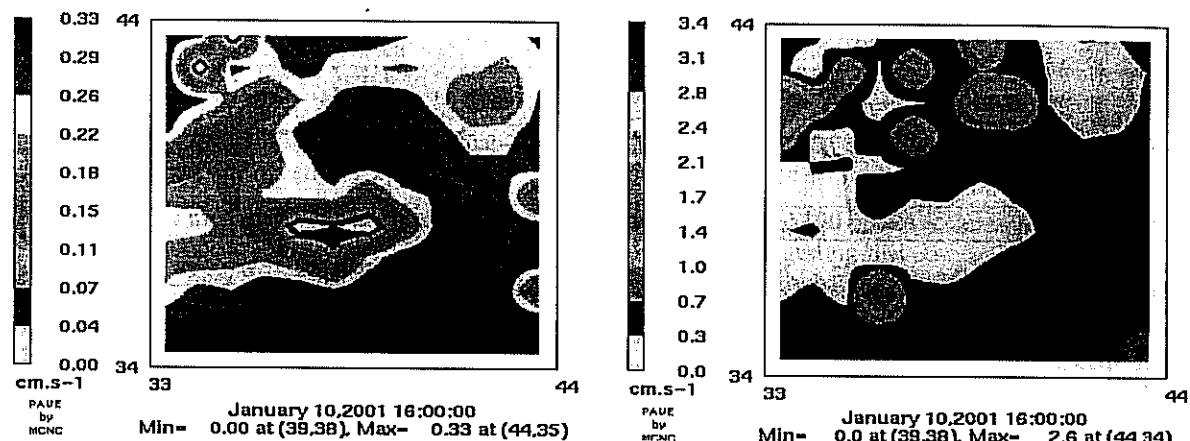 0.33
0.29
0.26
0.22
0.18
0.15
0.11
0.07
0.04
0.00
cm.s-1
PAVE
by
MCNC
44
34
33
44
January 10,2001 16:00:00
Min= 0.00 at (39,38), Max= 0.33 at (44,35)
3.4
3.1
2.8
2.4
2.1
1.7
1.4
1.0
0.7
0.3
0.0
cm.s-1
PAVE
by
MCNC
44
34
33
44
January 10,2001 16:00:00
Min= 0.0 at (39,38), Max= 2.6 at (44,34)